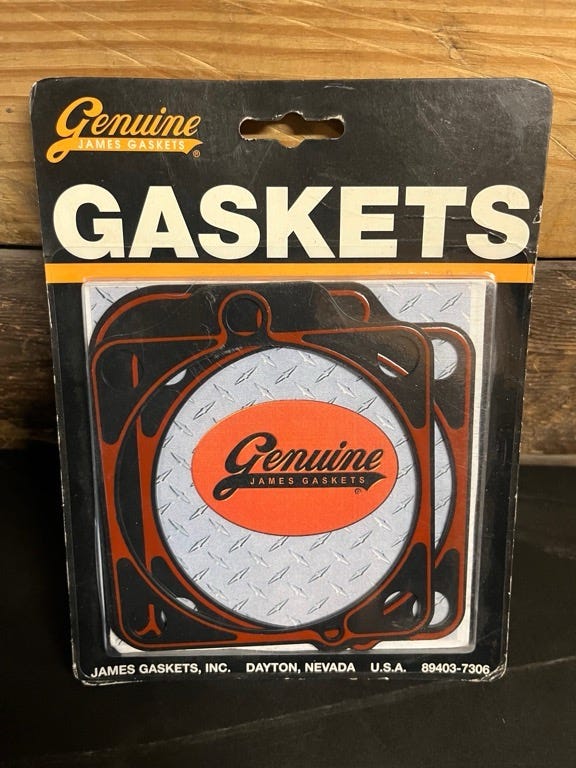 Genuine
JAMES GASKETS ®
GASKETS
Genuine
JAMES GASKETS
®
JAMES GASKETS, INC. DAYTON, NEVADA U.S.A. 89403-7306